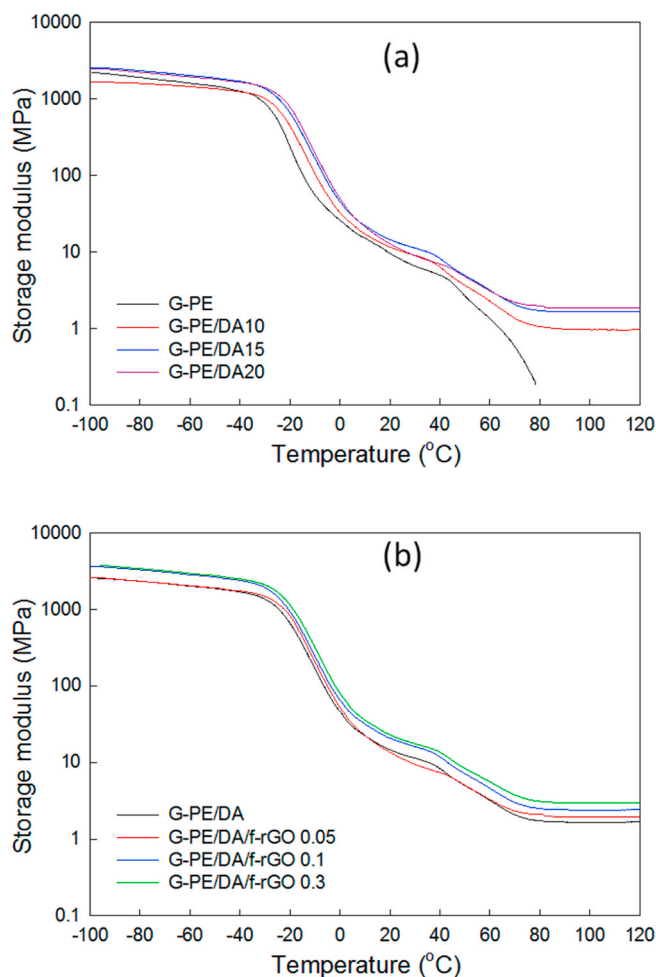 (a)
10000
1000
100
10
1
0.1
Storage modulus (MPa)
G-PE
G-PE/DA10
G-PE/DA15
G-PE/DA20
-100 -80 -60 -40 -20 0 20 40 60 80 100 120
Temperature (°C)
(b)
10000
1000
100
10
1
0.1
Storage modulus (MPa)
G-PE/DA
G-PE/DA/f-rGO 0.05
G-PE/DA/f-rGO 0.1
G-PE/DA/f-rGO 0.3
-100 -80 -60 -40 -20 0 20 40 60 80 100 120
Temperature (°C)